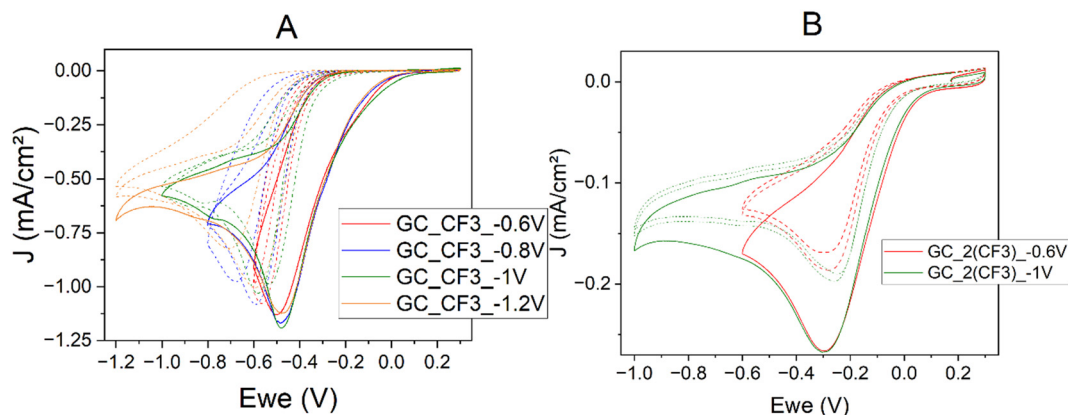 A
0.00
−0.25
−0.50
−0.75
−1.00
−1.25
J (mA/cm²)
−1.2 −1.0 −0.8 −0.6 −0.4 −0.2 0.0 0.2
Ewe (V)
GC_CF3_-0.6V
GC_CF3_-0.8V
GC_CF3_-1V
GC_CF3_-1.2V
B
0.0
−0.1
−0.2
J (mA/cm²)
−1.0 −0.8 −0.6 −0.4 −0.2 0.0 0.2
Ewe (V)
GC_2(CF3)_-0.6V
GC_2(CF3)_-1V